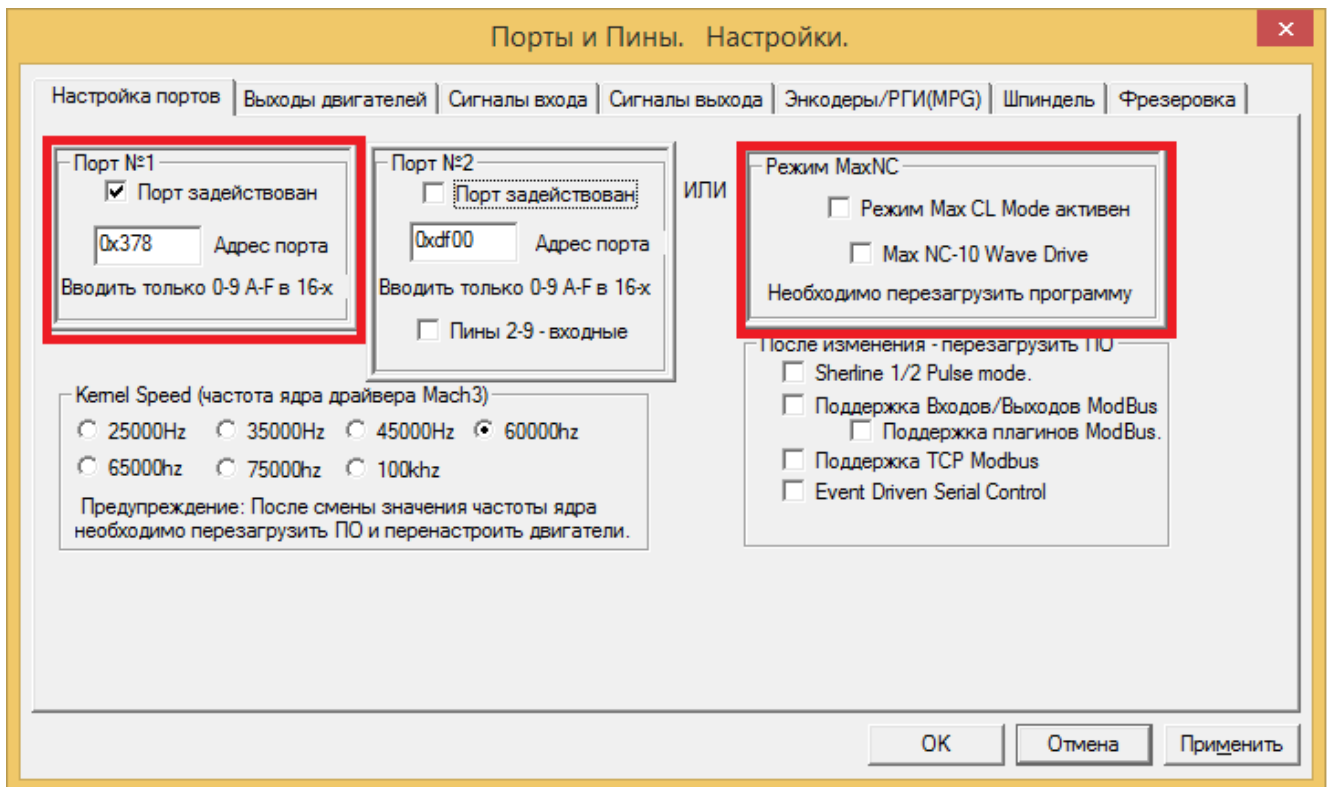 Порты и Пины. Настройки.
Настройка портов
Выходы двигателей
Сигналы входа
Сигналы выхода
Энкодеры/РГИ(MPG)
Шпиндель
Фрезеровка
Порт №1
Порт задействован
0x378 Адрес порта
Вводить только 0-9 A-F в 16-х
Порт №2
Порт задействован
0xdf00 Адрес порта
Вводить только 0-9 A-F в 16-х
Пины 2-9 - входные
ИЛИ
Режим MaxNC
Режим Max CL Mode активен
Max NC-10 Wave Drive
Необходимо перезагрузить программу
Kernel Speed (частота ядра драйвера Mach3)
25000Hz 35000Hz 45000Hz 60000hz
65000hz 75000hz 100khz
Предупреждение: После смены значения частоты ядра
необходимо перезагрузить ПО и перенастроить двигатели.
После изменения - перезагрузить ПО
Sherline 1/2 Pulse mode.
Поддержка Входов/Выходов ModBus
Поддержка плагинов ModBus.
Поддержка TCP Modbus
Event Driven Serial Control
OK
Отмена
Применить